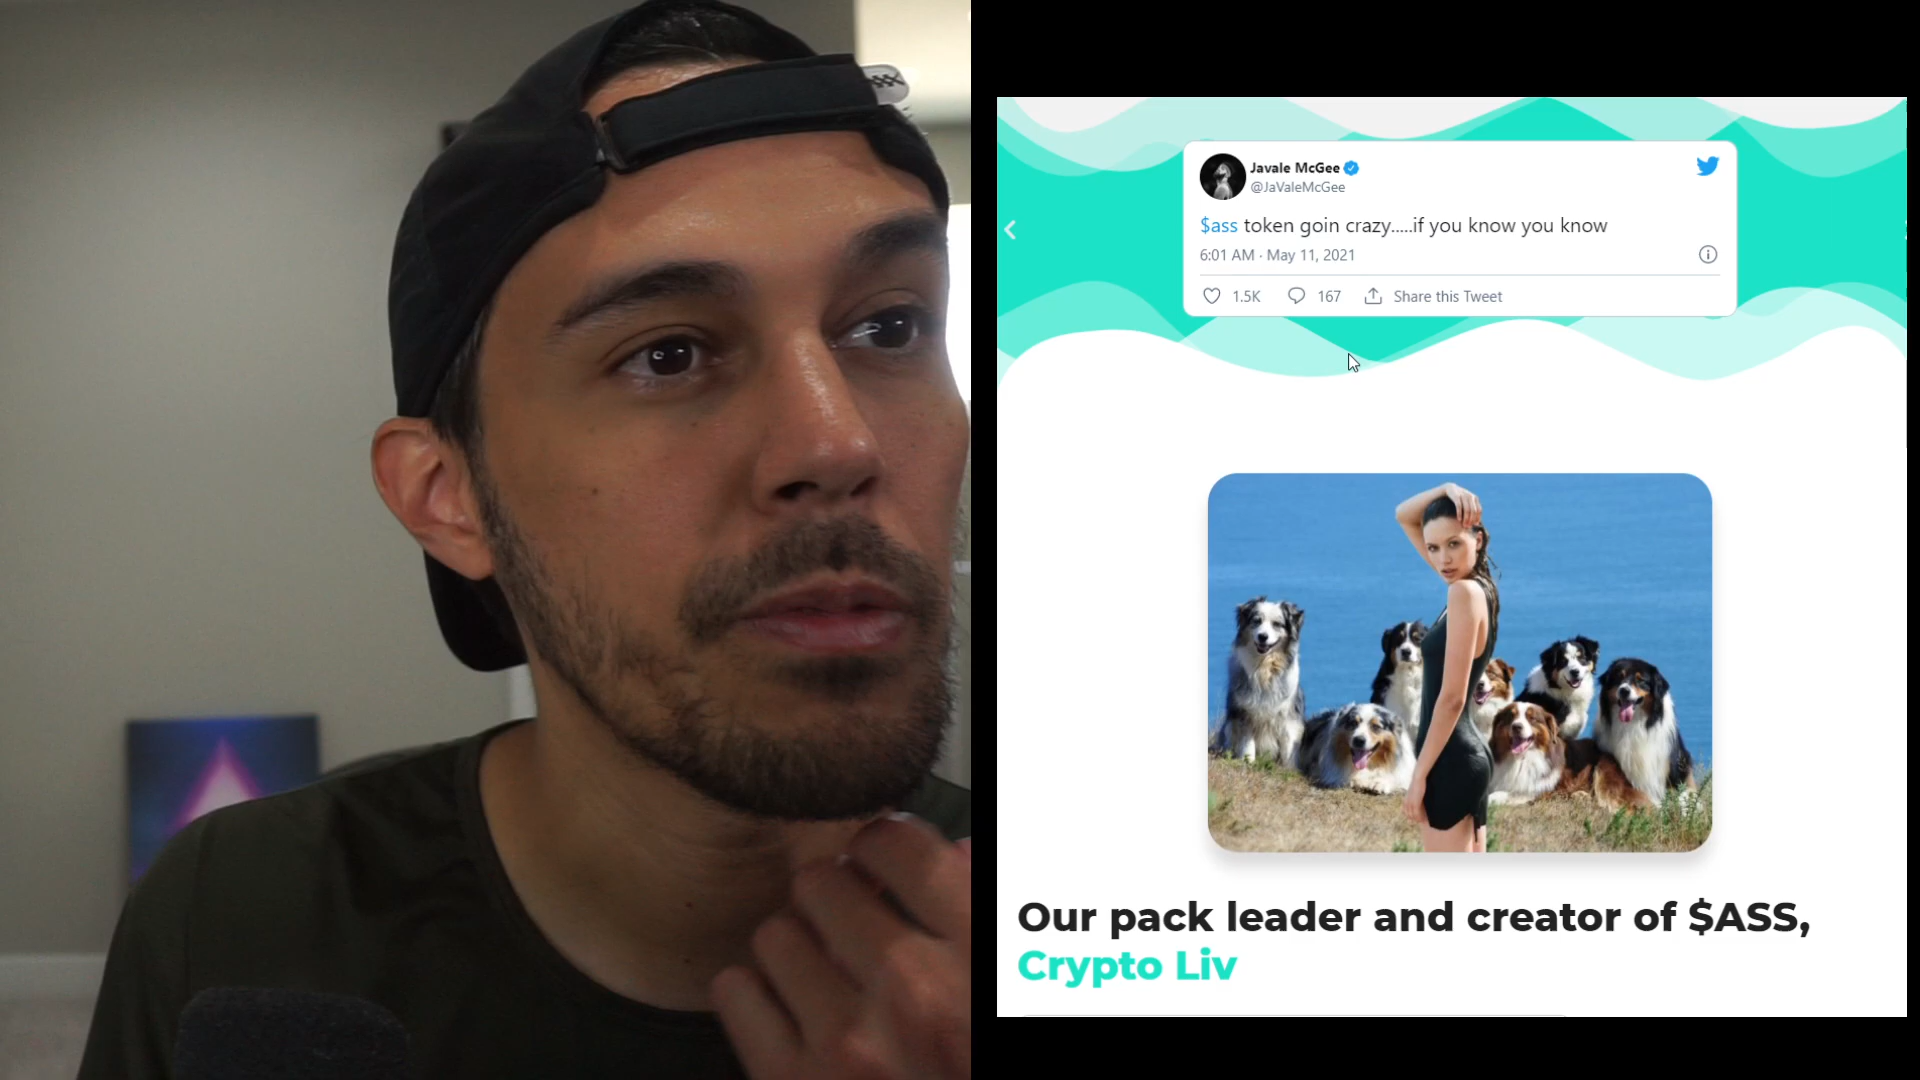 Javale McGee
@JaValeMcGee
$ass token goin crazy.....if you know you know
6:01 AM · May 11, 2021
1.5K 167 Share this Tweet
Our pack leader and creator of $ASS,
Crypto Liv